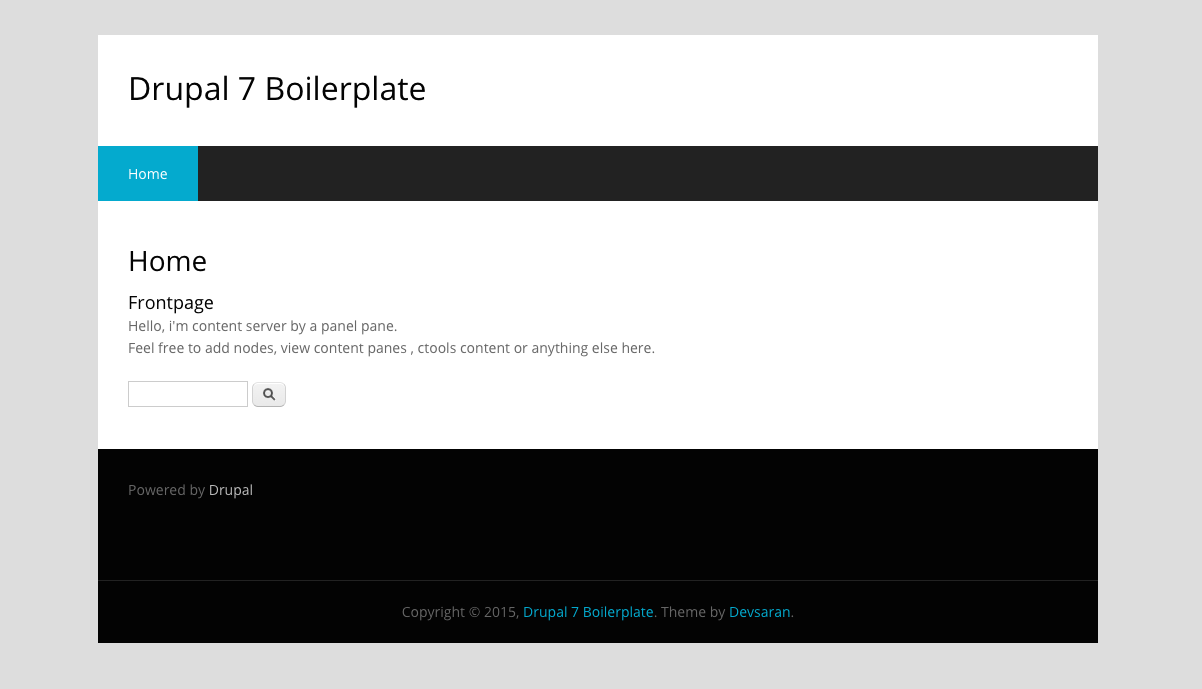 Drupal 7 Boilerplate
Home
Home
Frontpage
Hello, i'm content server by a panel pane.
Feel free to add nodes, view content panes , ctools content or anything else here.
Powered by Drupal
Copyright © 2015, Drupal 7 Boilerplate. Theme by Devsaran.